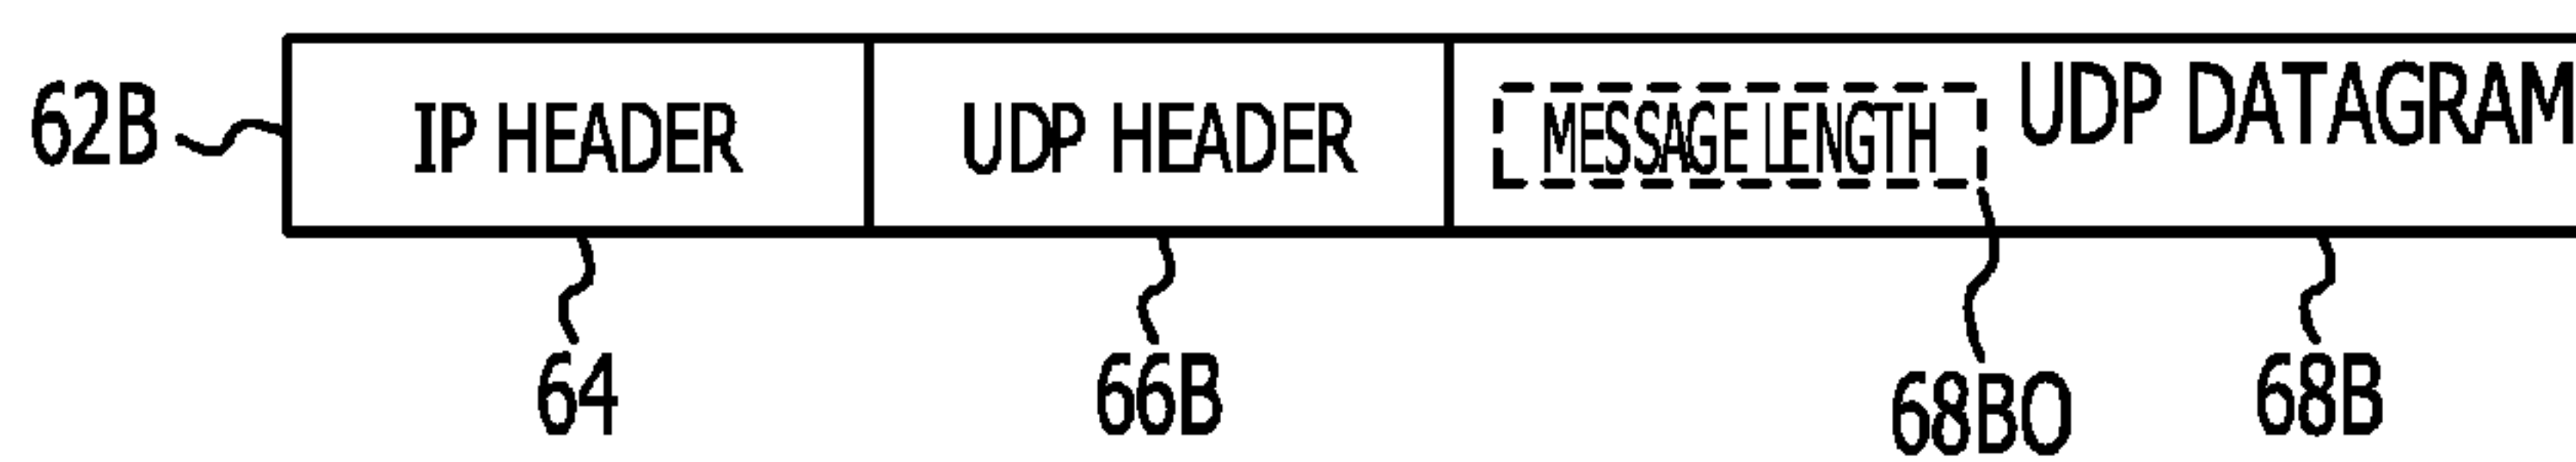 62B IP HEADER UDP HEADER MESSAGE LENGTH UDP DATAGRAM
64 66B 68BO 68B